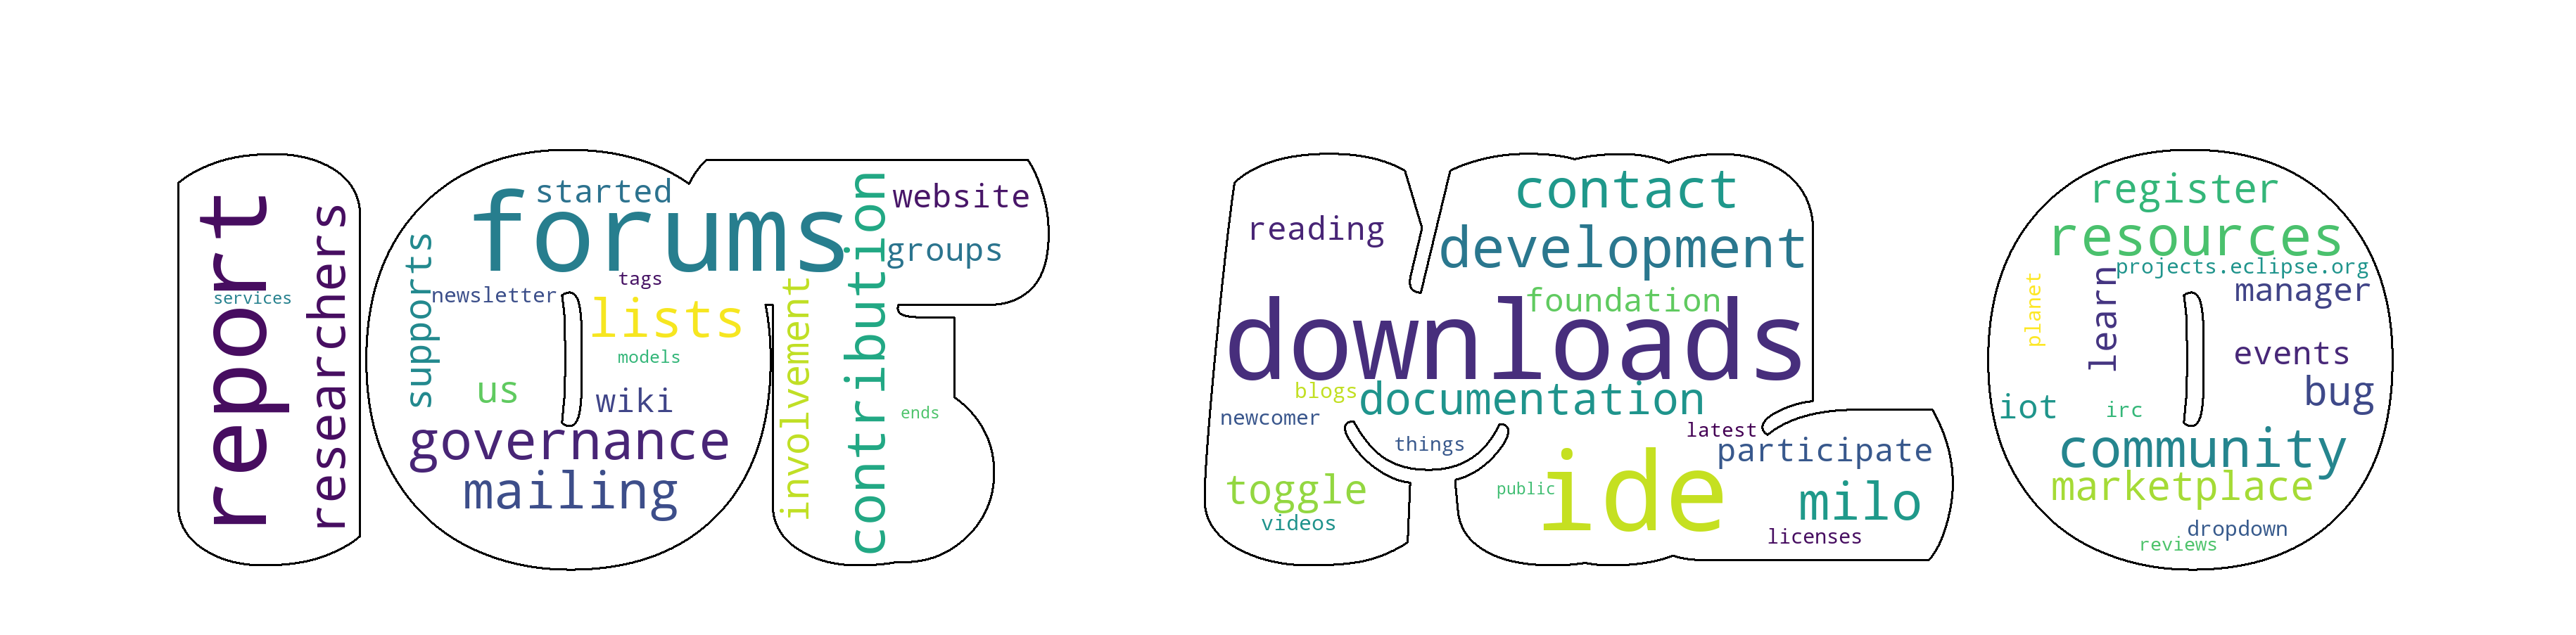 report
services
researchers
started
forums
supports
tags
newsletter
lists
models
us
wiki
governance
mailing
involvement
contribution
website
groups
ends
reading
contact
development
foundation
downloads
blogs
documentation
newcomer
things
latest
participate
toggle
public
ide
milo
videos
licenses
register
resources
projects.eclipse.org
planet
learn
manager
events
bug
iot
irc
community
marketplace
dropdown
reviews